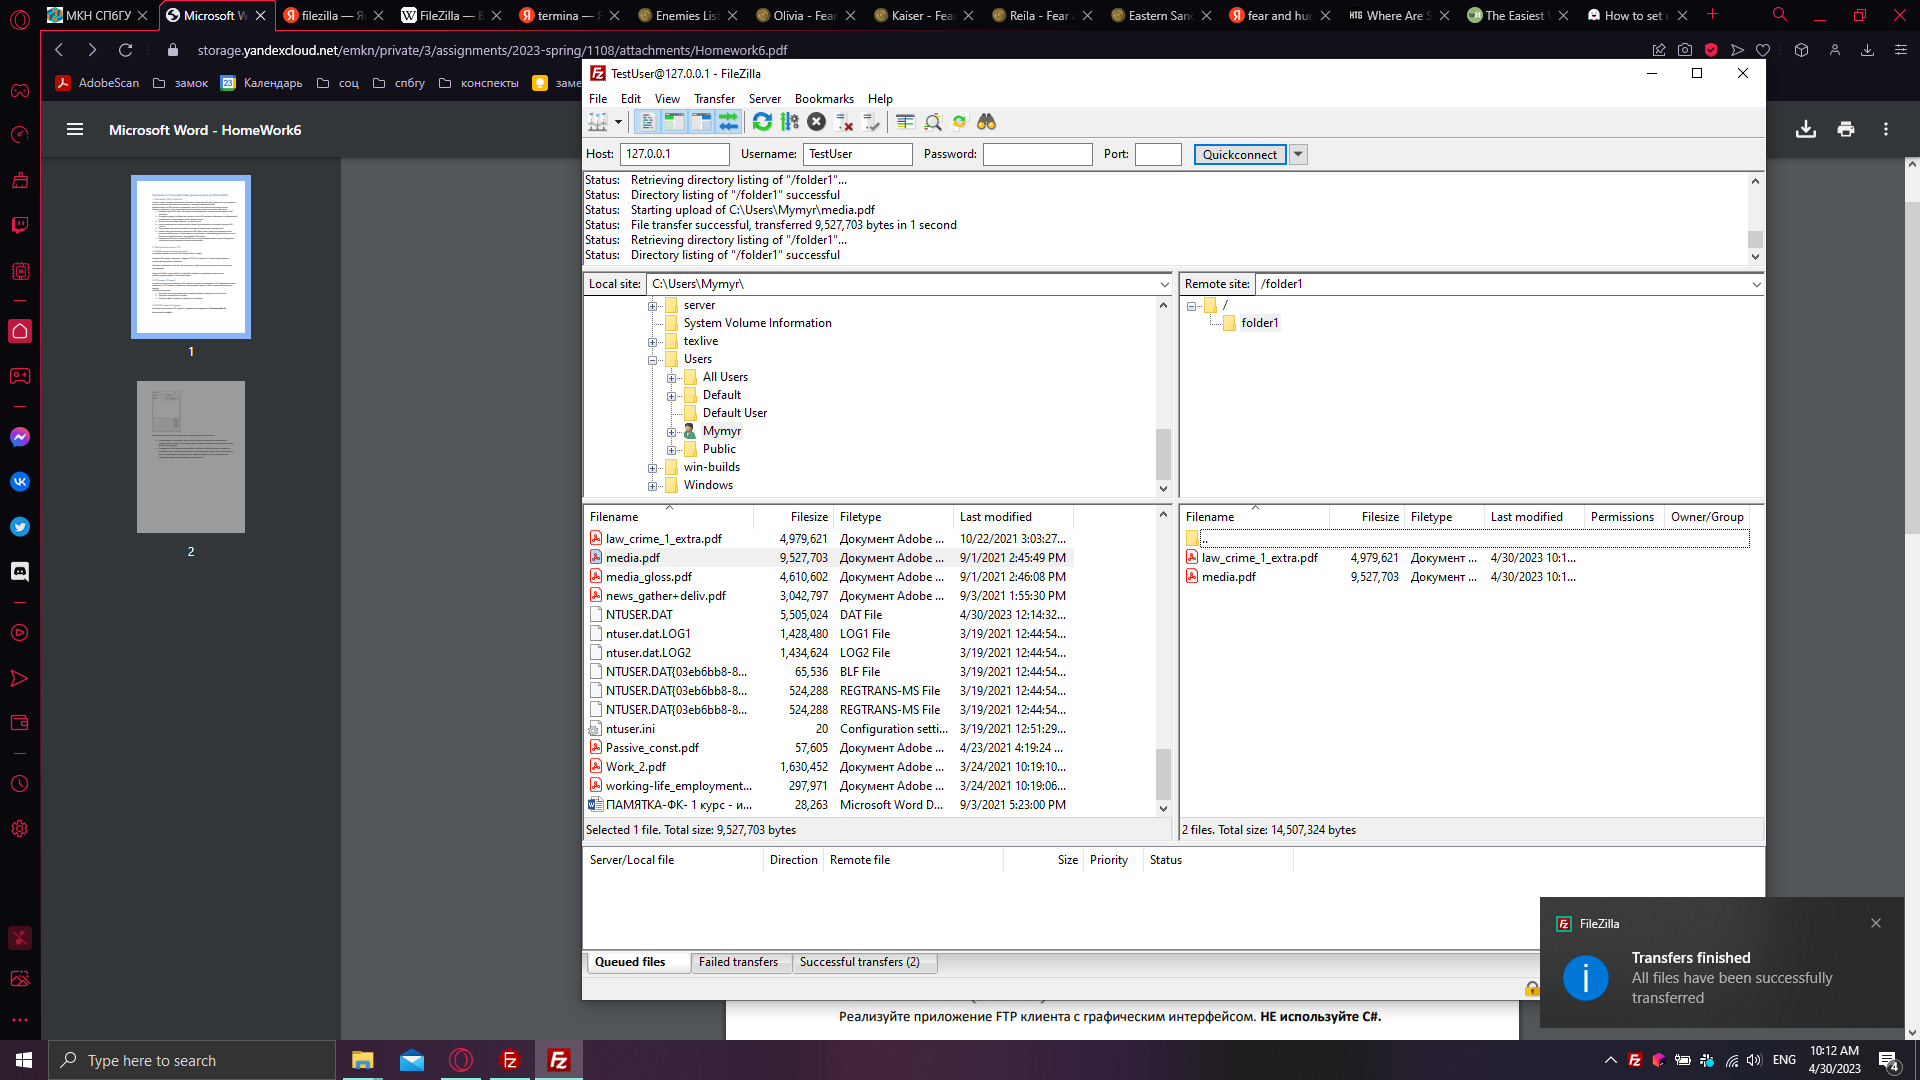 МКН СПбГУ
Microsoft W
filezilla — Ян
FileZilla — В
termina — Я
Enemies List
Olivia - Fear
Kaiser - Fear
Reila - Fear a
Eastern Sanc
fear and hun
HTG Where Are S
The Easiest V
How to set u
storage.yandexcloud.net/emkn/private/3/assignments/2023-spring/1108/attachments/Homework6.pdf
AdobeScan замок Календарь соц спбгу конспекты заме
Microsoft Word - HomeWork6
1
2
TestUser@127.0.0.1 - FileZilla
File Edit View Transfer Server Bookmarks Help
Host: 127.0.0.1 Username: TestUser Password: Port: Quickconnect
Status: Retrieving directory listing of "/folder1"...
Status: Directory listing of "/folder1" successful
Status: Starting upload of C:\Users\Mymyr\media.pdf
Status: File transfer successful, transferred 9,527,703 bytes in 1 second
Status: Retrieving directory listing of "/folder1"...
Status: Directory listing of "/folder1" successful
Local site: C:\Users\Mymyr\
server
System Volume Information
texlive
Users
All Users
Default
Default User
Mymyr
Public
win-builds
Windows
Remote site: /folder1
/
folder1
Filename Filesize Filetype Last modified
law_crime_1_extra.pdf 4,979,621 Документ Adobe ... 10/22/2021 3:03:27...
media.pdf 9,527,703 Документ Adobe ... 9/1/2021 2:45:49 PM
media_gloss.pdf 4,610,602 Документ Adobe ... 9/1/2021 2:46:08 PM
news_gather+deliv.pdf 3,042,797 Документ Adobe ... 9/3/2021 1:55:30 PM
NTUSER.DAT 5,505,024 DAT File 4/30/2023 12:14:32...
ntuser.dat.LOG1 1,428,480 LOG1 File 3/19/2021 12:44:54...
ntuser.dat.LOG2 1,434,624 LOG2 File 3/19/2021 12:44:54...
NTUSER.DAT{03eb6bb8-8... 65,536 BLF File 3/19/2021 12:44:54...
NTUSER.DAT{03eb6bb8-8... 524,288 REGTRANS-MS File 3/19/2021 12:44:54...
NTUSER.DAT{03eb6bb8-8... 524,288 REGTRANS-MS File 3/19/2021 12:44:54...
ntuser.ini 20 Configuration setti... 3/19/2021 12:51:29...
Passive_const.pdf 57,605 Документ Adobe ... 4/23/2021 4:19:24 ...
Work_2.pdf 1,630,452 Документ Adobe ... 3/24/2021 10:19:10...
working-life_employment... 297,971 Документ Adobe ... 3/24/2021 10:19:06...
ПАМЯТКА-ФК- 1 курс - и... 28,263 Microsoft Word D... 9/3/2021 5:23:00 PM
Selected 1 file. Total size: 9,527,703 bytes
Filename Filesize Filetype Last modified Permissions Owner/Group
..
law_crime_1_extra.pdf 4,979,621 Документ ... 4/30/2023 10:1...
media.pdf 9,527,703 Документ ... 4/30/2023 10:1...
2 files. Total size: 14,507,324 bytes
Server/Local file Direction Remote file Size Priority Status
Queued files Failed transfers Successful transfers (2)
FileZilla
Transfers finished
All files have been successfully
transferred
Реализуйте приложение FTP клиента с графическим интерфейсом. НЕ используйте C#.
Type here to search
ENG
10:12 AM
4/30/2023
4